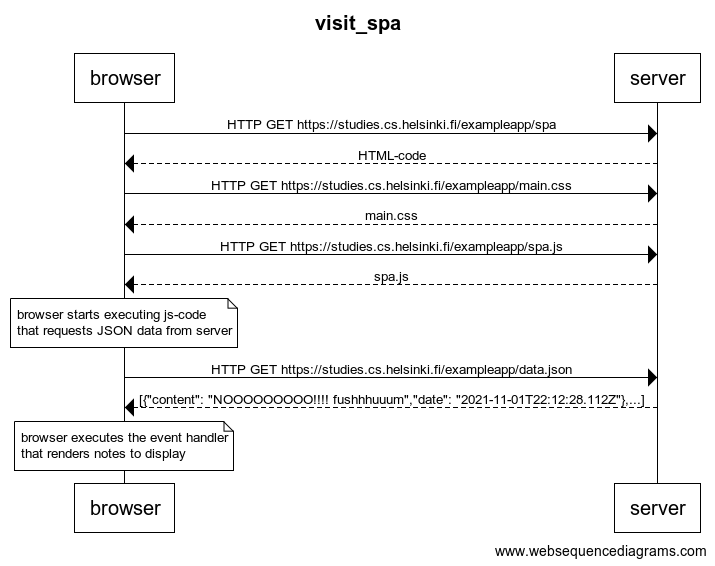 visit_spa
browser
server
HTTP GET https://studies.cs.helsinki.fi/exampleapp/spa
HTML-code
HTTP GET https://studies.cs.helsinki.fi/exampleapp/main.css
main.css
HTTP GET https://studies.cs.helsinki.fi/exampleapp/spa.js
spa.js
browser starts executing js-code
that requests JSON data from server
HTTP GET https://studies.cs.helsinki.fi/exampleapp/data.json
[{"content": "NOOOOOOOOO!!!! fushhhuuum","date": "2021-11-01T22:12:28.112Z"},...]
browser executes the event handler
that renders notes to display
browser
server
www.websequencediagrams.com